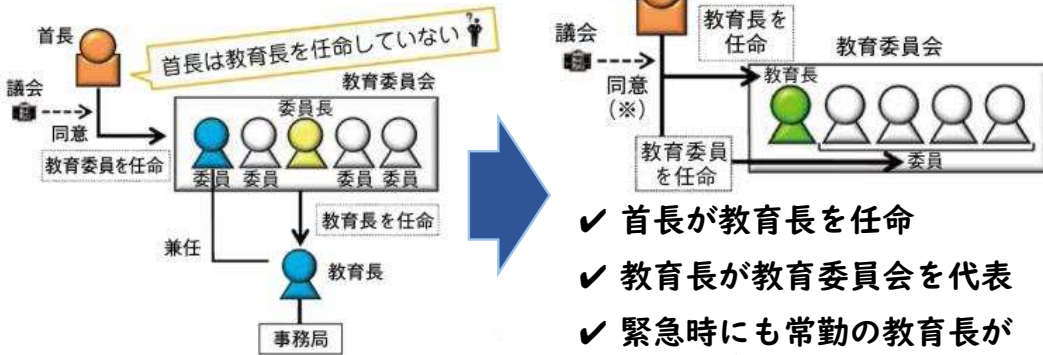 首長
首長は教育長を任命していない
?
議会
同意
教育委員を任命
教育委員会
委員長
委員
委員
委員
委員
教育長を任命
兼任
教育長
事務局
議会
同意
(※)
教育長を
任命
教育委員会
教育長
教育委員
を任命
委員
✔ 首長が教育長を任命
✔ 教育長が教育委員会を代表
✔ 緊急時にも常勤の教育長が